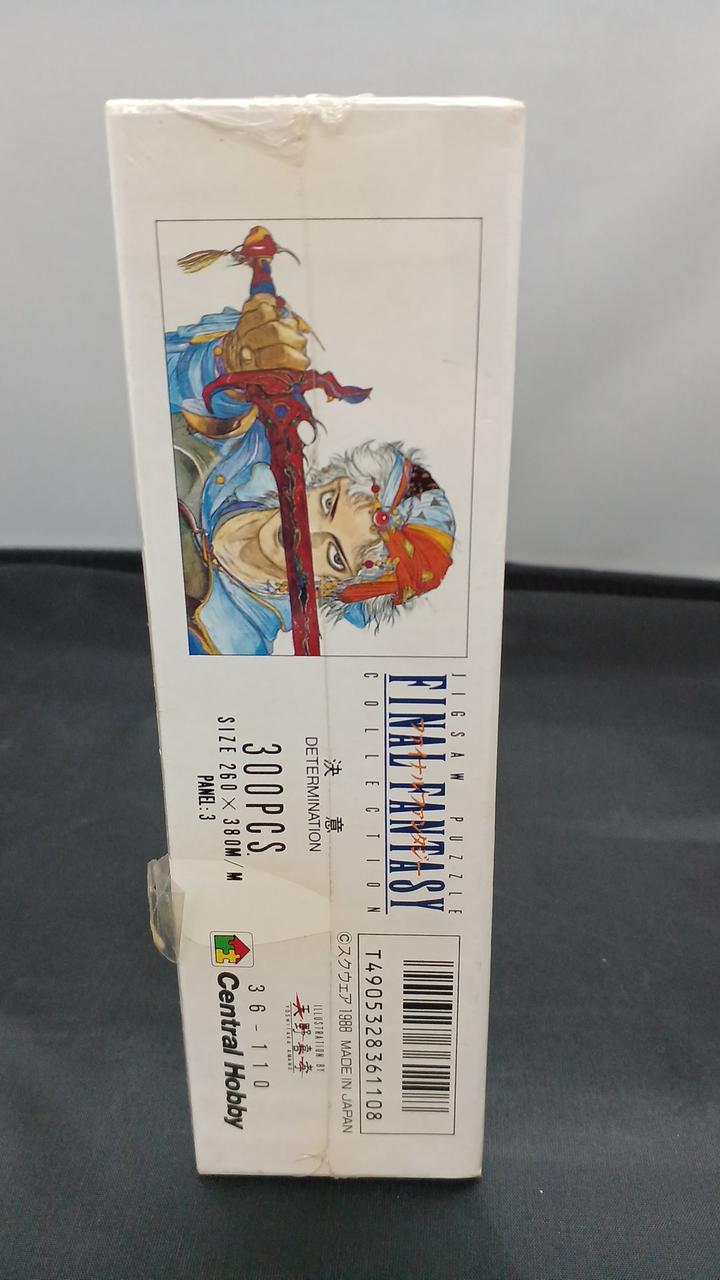 JIGSAW PUZZLE
FINAL FANTASY
ファイナルファンタジー
COLLECTION
決意
DETERMINATION
300PCS.
SIZE 260×380M/M
PANEL:3
T4905328361108
©スクウェア 1988 MADE IN JAPAN
ILLUSTRATION BY
天野喜孝
YOSHITAKA AMANO
36-110
Central Hobby